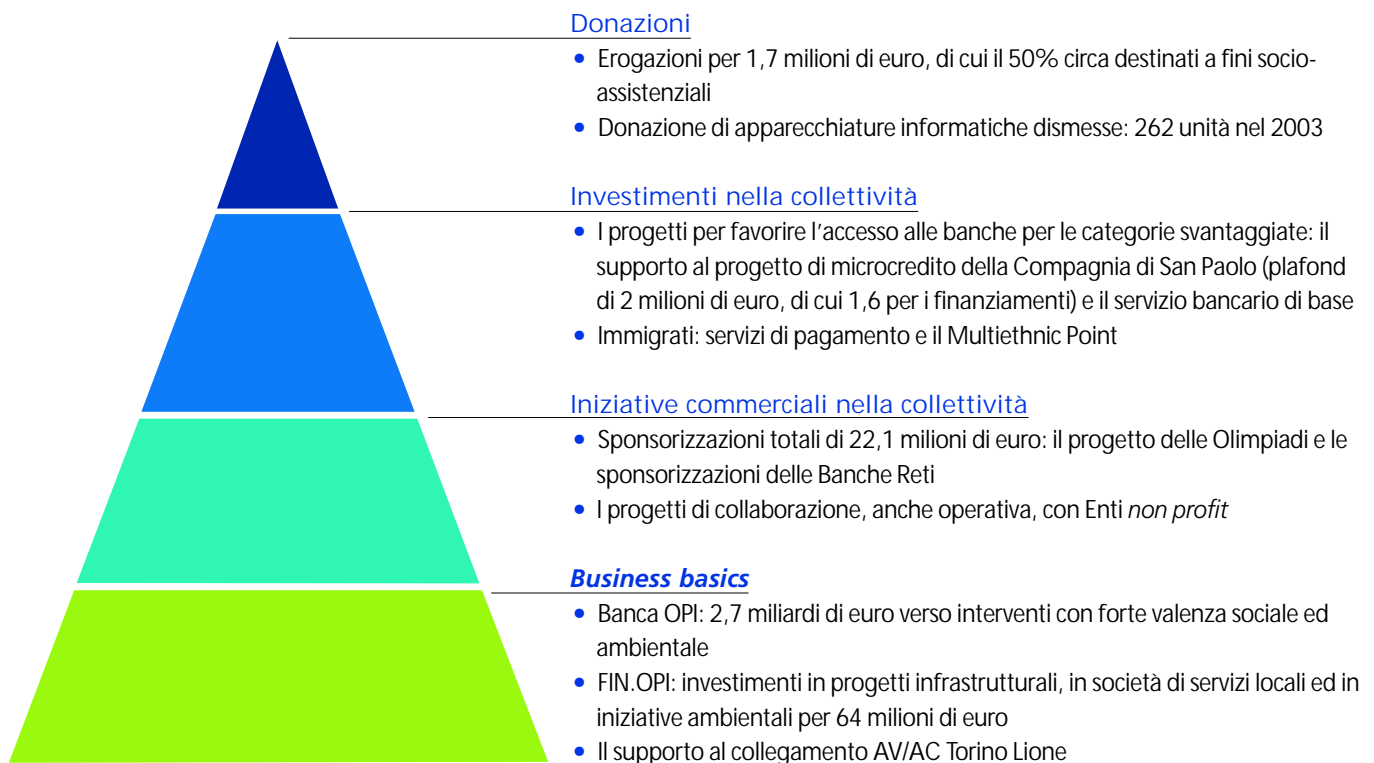 Donazioni
• Erogazioni per 1,7 milioni di euro, di cui il 50% circa destinati a fini socio-
assistenziali
• Donazione di apparecchiature informatiche dismesse: 262 unità nel 2003
Investimenti nella collettività
• I progetti per favorire l'accesso alle banche per le categorie svantaggiate: il
supporto al progetto di microcredito della Compagnia di San Paolo (plafond
di 2 milioni di euro, di cui 1,6 per i finanziamenti) e il servizio bancario di base
• Immigrati: servizi di pagamento e il Multiethnic Point
Iniziative commerciali nella collettività
• Sponsorizzazioni totali di 22,1 milioni di euro: il progetto delle Olimpiadi e le
sponsorizzazioni delle Banche Reti
• I progetti di collaborazione, anche operativa, con Enti non profit
Business basics
• Banca OPI: 2,7 miliardi di euro verso interventi con forte valenza sociale ed
ambientale
• FIN.OPI: investimenti in progetti infrastrutturali, in società di servizi locali ed in
iniziative ambientali per 64 milioni di euro
• Il supporto al collegamento AV/AC Torino Lione